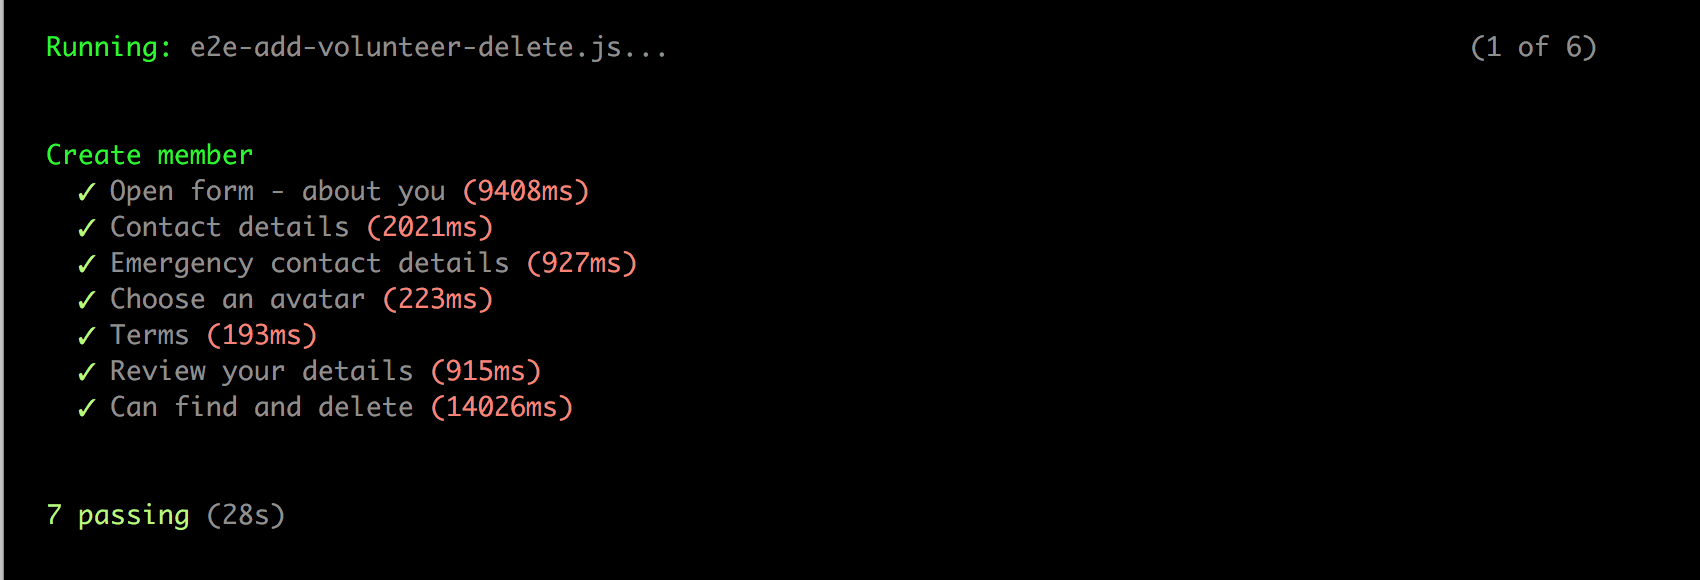 Running: e2e-add-volunteer-delete.js... (1 of 6)
Create member
✓ Open form - about you (9408ms)
✓ Contact details (2021ms)
✓ Emergency contact details (927ms)
✓ Choose an avatar (223ms)
✓ Terms (193ms)
✓ Review your details (915ms)
✓ Can find and delete (14026ms)
7 passing (28s)